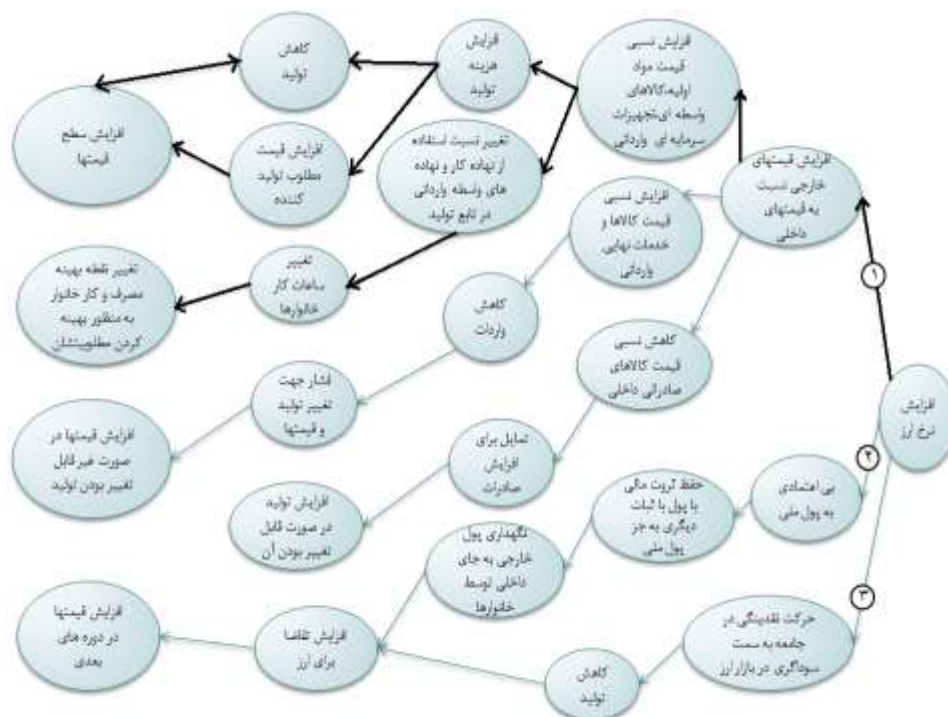 افزایش
نرخ ارز
۱
افزایش قیمتهای
خارجی نسبت
به قیمتهای
داخلی
افزایش نسبی
قیمت مواد
اولیه،کالاهای
واسطه ای،تجهیزات
سرمایه ای وارداتی
افزایش
هزینه
تولید
کاهش
تولید
افزایش قیمت
مطلوب تولید
کننده
افزایش سطح
قیمتها
تغییر نسبت استفاده
از نهاده کار و نهاده
های واسطه وارداتی
در تابع تولید
تغییر
ساعات کار
خانوارها
تغییر نقطه بهینه
مصرف و کار خانوار
به منظور بهینه
کردن مطلوبیتشان
افزایش نسبی
قیمت کالاها و
خدمات نهایی
وارداتی
کاهش
واردات
فشار جهت
تغییر تولید
و قیمتها
افزایش قیمتها در
صورت غیر قابل
تغییر بودن تولید
کاهش نسبی
قیمت کالاهای
صادراتی داخلی
تمایل برای
افزایش
صادرات
افزایش تولید
در صورت قابل
تغییر بودن آن
۲
بی اعتمادی
به پول ملی
حفظ ثروت مالی
با پول با ثبات
دیگری به جز
پول ملی
نگهداری پول
خارجی به جای
داخلی توسط
خانوارها
۳
حرکت نقدینگی در
جامعه به سمت
سوداگری در بازار ارز
کاهش
تولید
افزایش تقاضا
برای ارز
افزایش قیمتها
در دوره های
بعدی